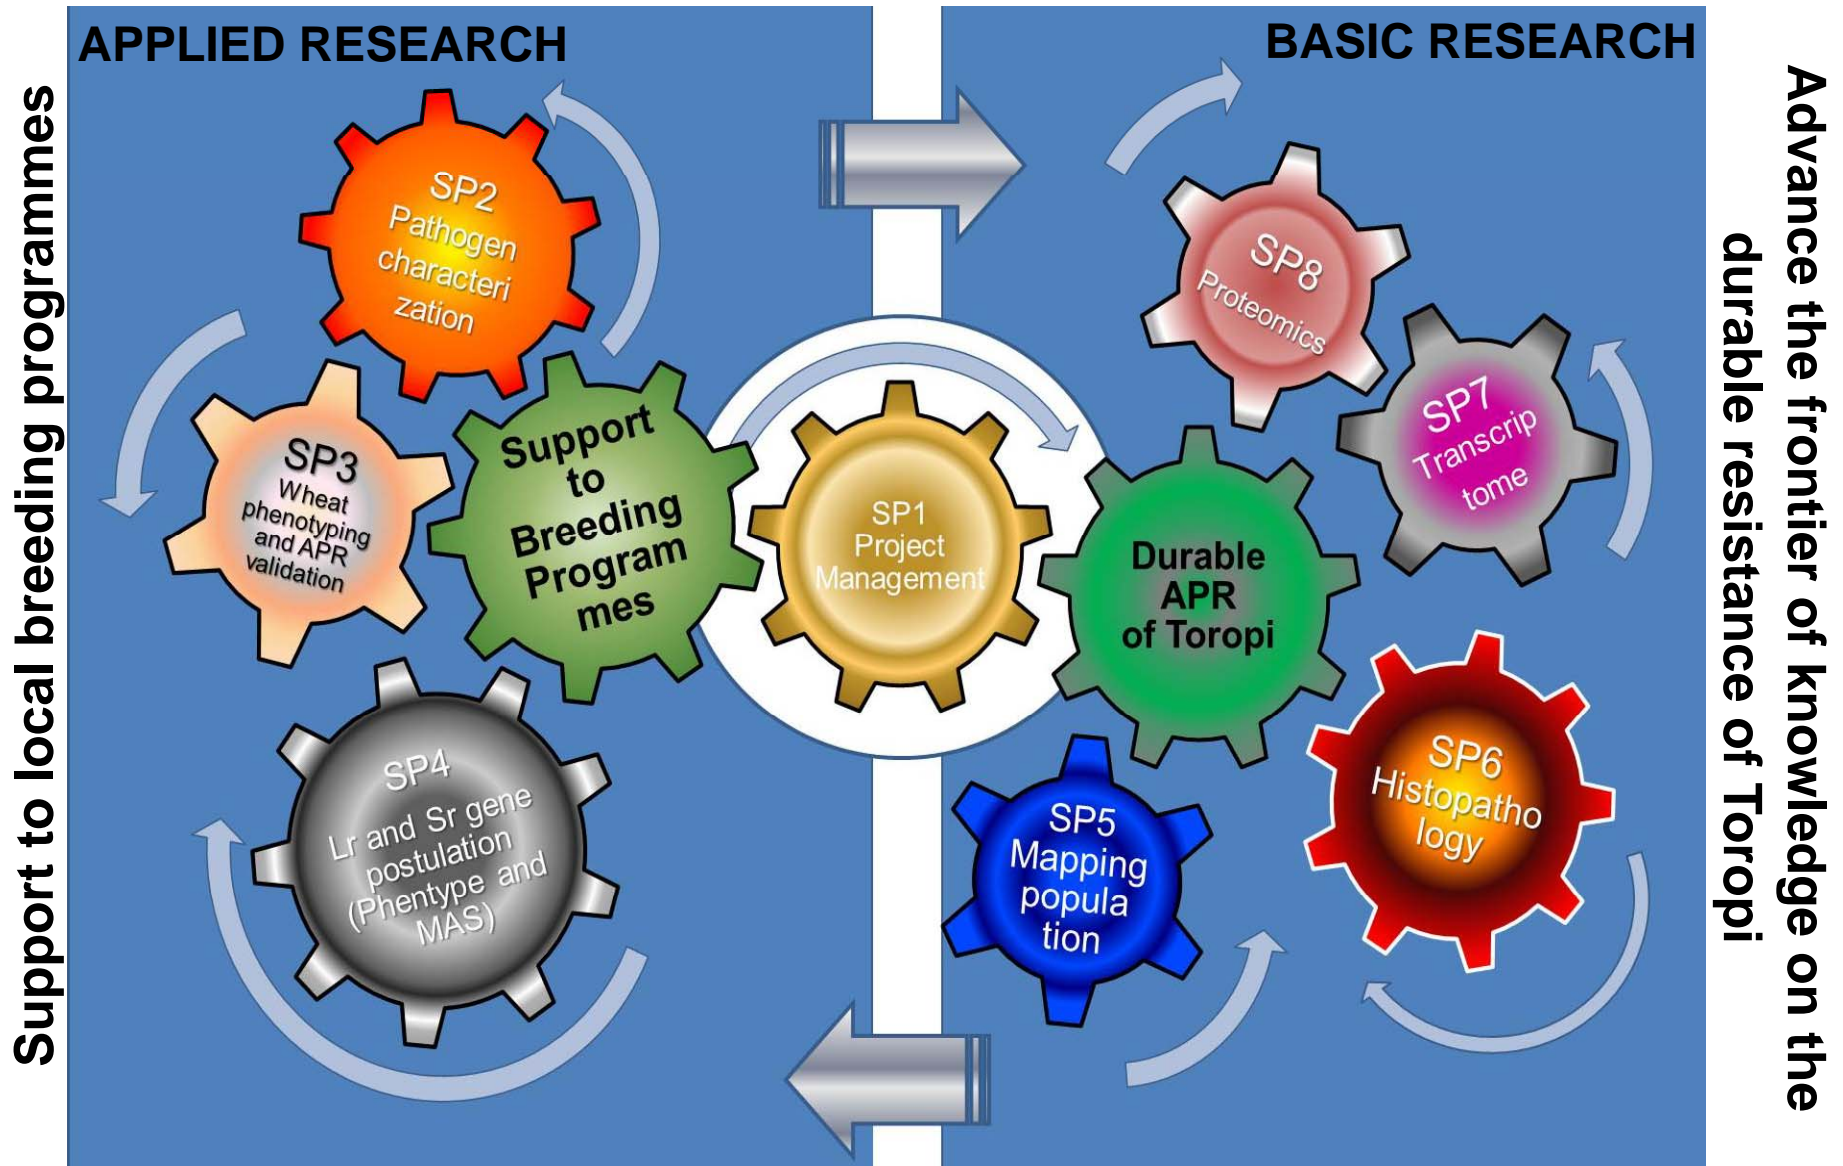 APPLIED RESEARCH
BASIC RESEARCH
Support to local breeding programmes
SP2
Pathogen
characteri
zation
SP3
Wheat
phenotyping
and APR
validation
Support
to
Breeding
Program
mes
SP4
Lr and Sr gene
postulation
(Phentype and
MAS)
SP1
Project
Management
SP8
Proteomics
SP7
Transcrip
tome
Durable
APR
of Toropi
SP5
Mapping
popula
tion
SP6
Histopatho
logy
Advance the frontier of knowledge on the
durable resistance of Toropi